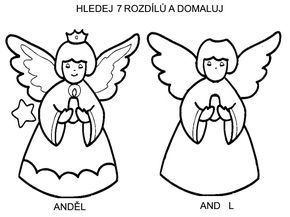 HLEDEJ 7 ROZDÍLŮ A DOMALUJ
ANDĚL
AND L